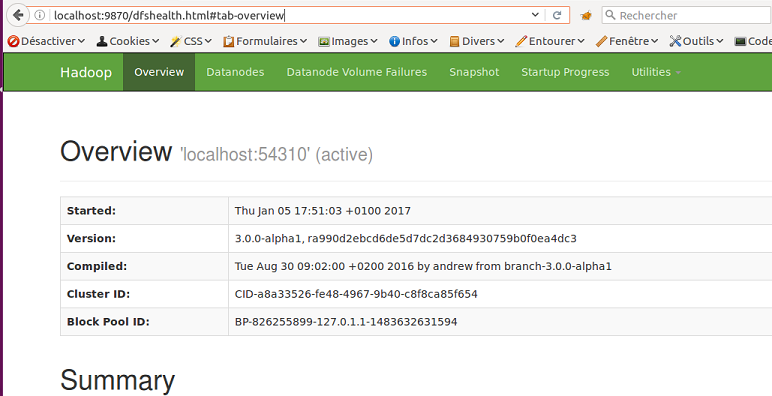 localhost:9870/dfshealth.html#tab-overview Rechercher
Désactiver Cookies CSS Formulaires Images Infos Divers Entourer Fenêtre Outils Code
Hadoop Overview Datanodes Datanode Volume Failures Snapshot Startup Progress Utilities
Overview 'localhost:54310' (active)
Started: Thu Jan 05 17:51:03 +0100 2017
Version: 3.0.0-alpha1, ra990d2ebcd6de5d7dc2d3684930759b0f0ea4dc3
Compiled: Tue Aug 30 09:02:00 +0200 2016 by andrew from branch-3.0.0-alpha1
Cluster ID: CID-a8a33526-fe48-4967-9b40-c8f8ca85f654
Block Pool ID: BP-826255899-127.0.1.1-1483632631594
Summary